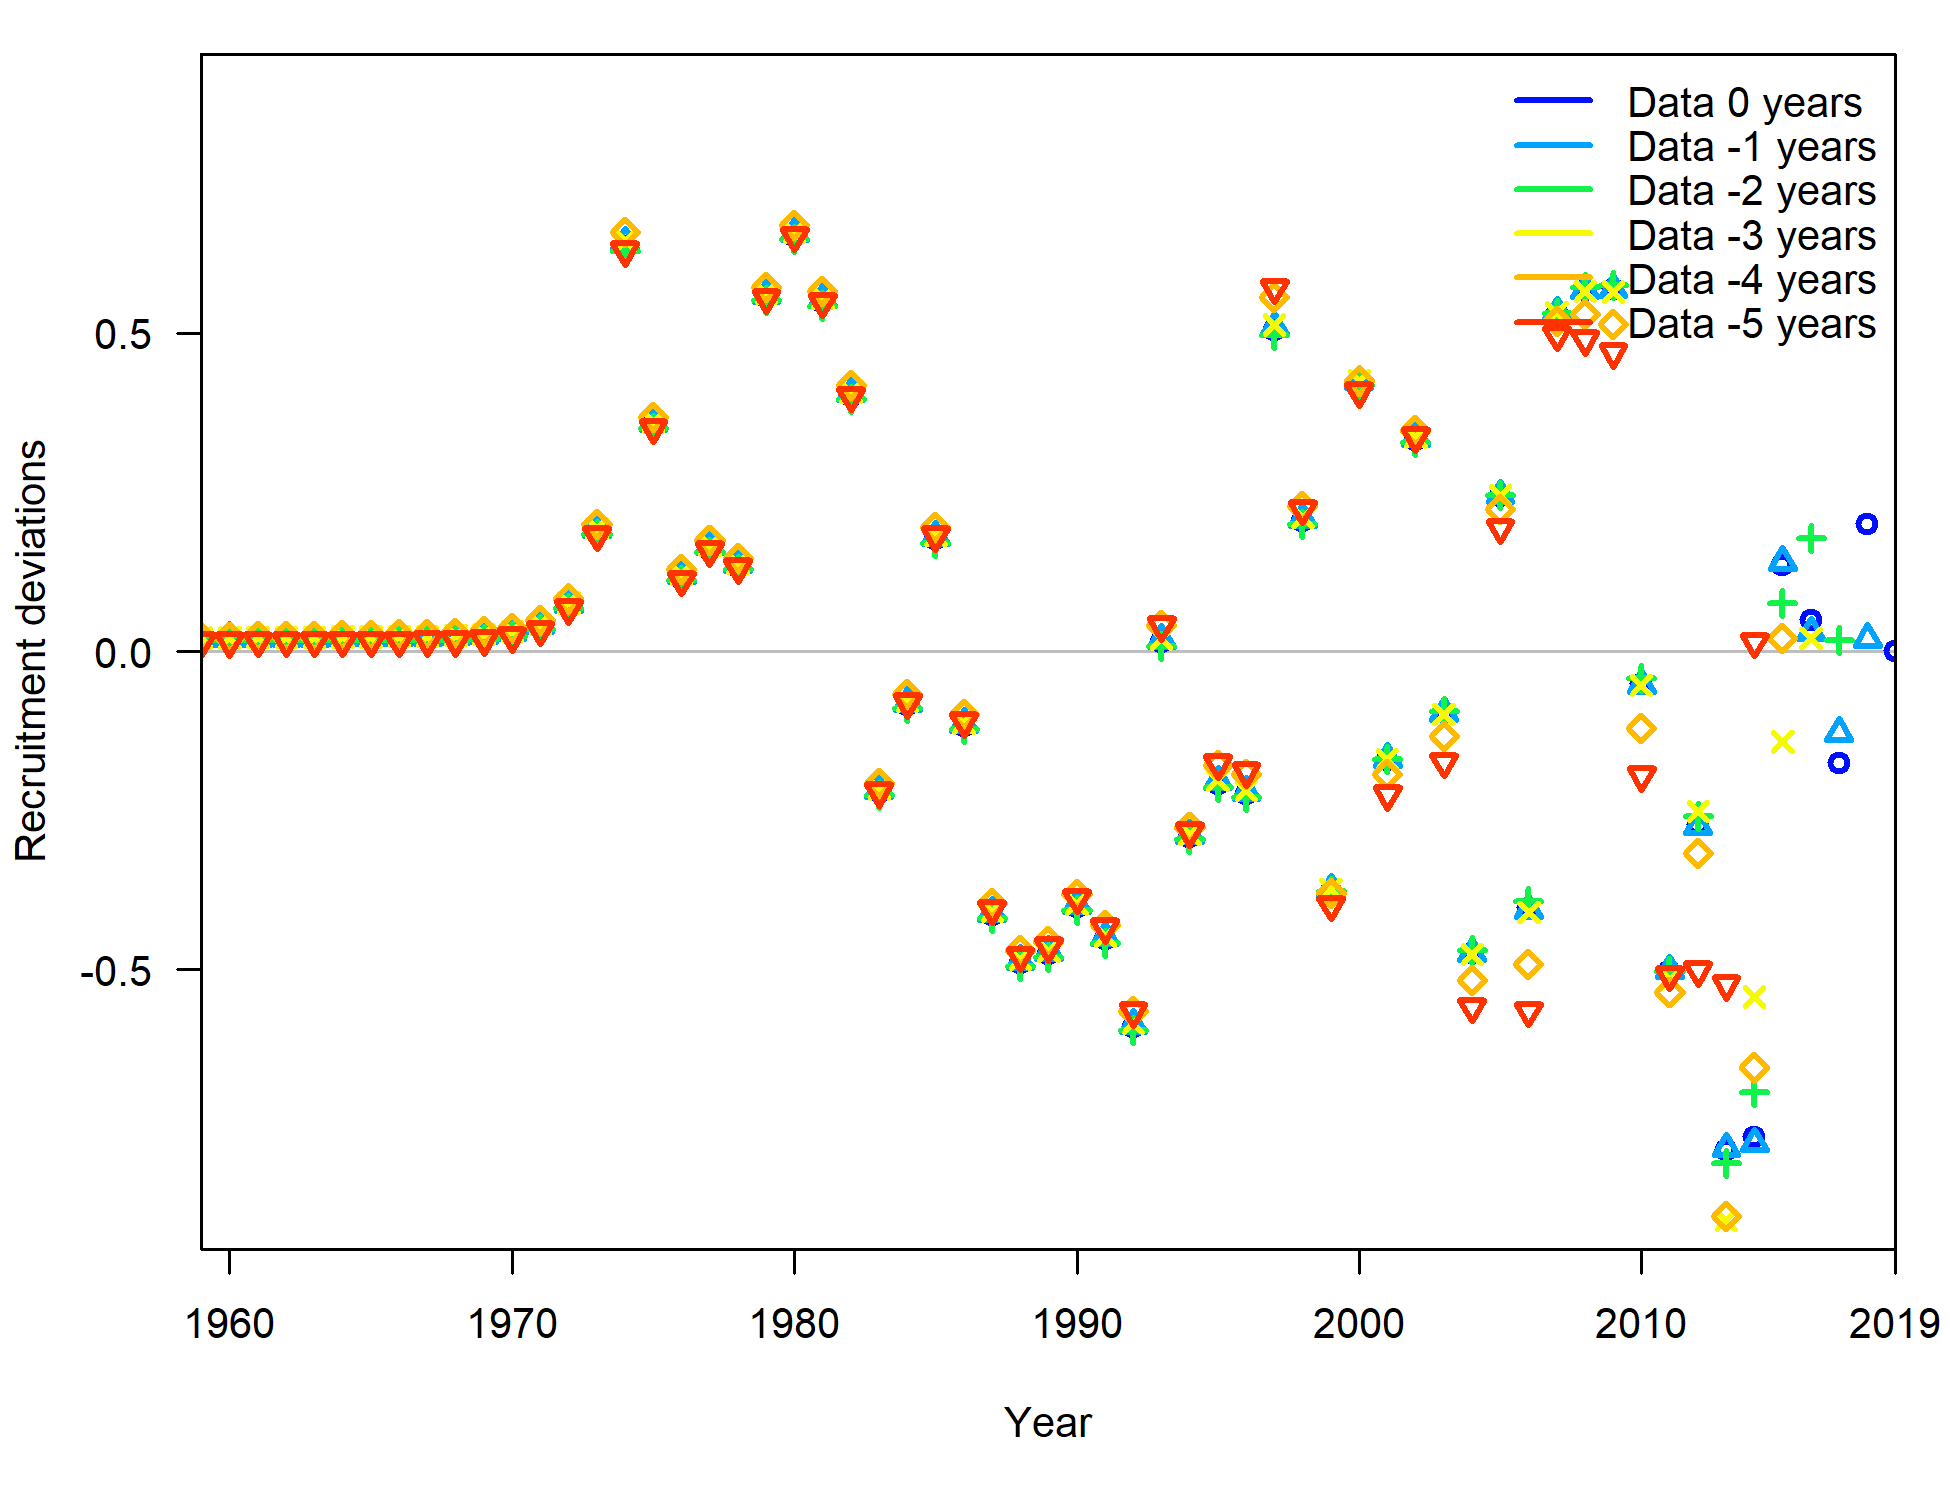 Data 0 years
Data -1 years
Data -2 years
Data -3 years
Data -4 years
Data -5 years
0.5
0.0
-0.5
Recruitment deviations
1960 1970 1980 1990 2000 2010 2019
Year